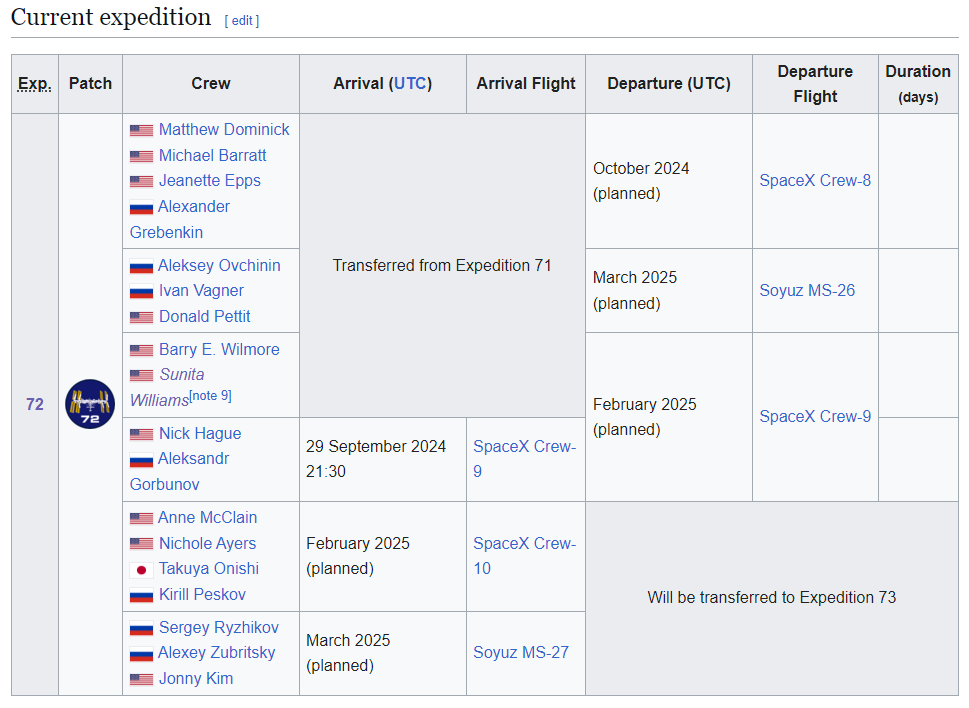 Current expedition [ edit ]
Exp. Patch Crew Arrival (UTC) Arrival Flight Departure (UTC) Departure Flight Duration (days)
72
72
Matthew Dominick
Michael Barratt
Jeanette Epps
Alexander
Grebenkin
Transferred from Expedition 71
October 2024
(planned)
SpaceX Crew-8
Aleksey Ovchinin
Ivan Vagner
Donald Pettit
March 2025
(planned)
Soyuz MS-26
Barry E. Wilmore
Sunita
Williams[note 9]
February 2025
(planned)
SpaceX Crew-9
Nick Hague
Aleksandr
Gorbunov
29 September 2024
21:30
SpaceX Crew-
9
Anne McClain
Nichole Ayers
Takuya Onishi
Kirill Peskov
February 2025
(planned)
SpaceX Crew-
10
Will be transferred to Expedition 73
Sergey Ryzhikov
Alexey Zubritsky
Jonny Kim
March 2025
(planned)
Soyuz MS-27